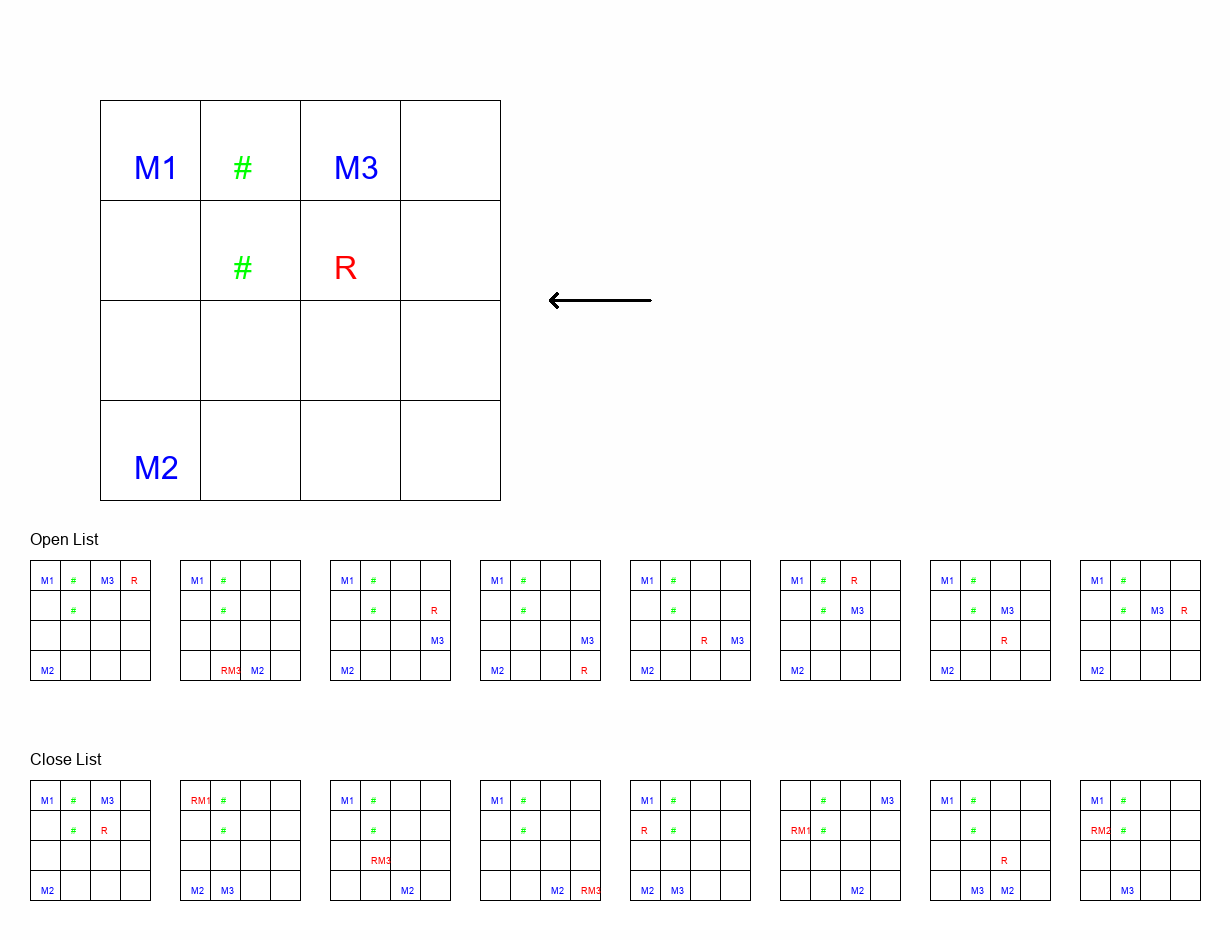 M1 # M3
# R
M2
Open List
M1 # M3 R M1 # M1 # M1 # M1 # M1 # R M1 # M1 #
# # # R # # # M3 # M3 # M3 R
M3 M3 R M3 R
M2 RM3 M2 M2 M2 R M2 M2 M2 M2
Close List
M1 # M3 RM1 # M1 # M1 # M1 # # M3 M1 # M1 #
# R # # # R # RM1 # # RM2 #
RM3 R
M2 M2 M3 M2 M2 RM3 M2 M3 M2 M3 M2 M3